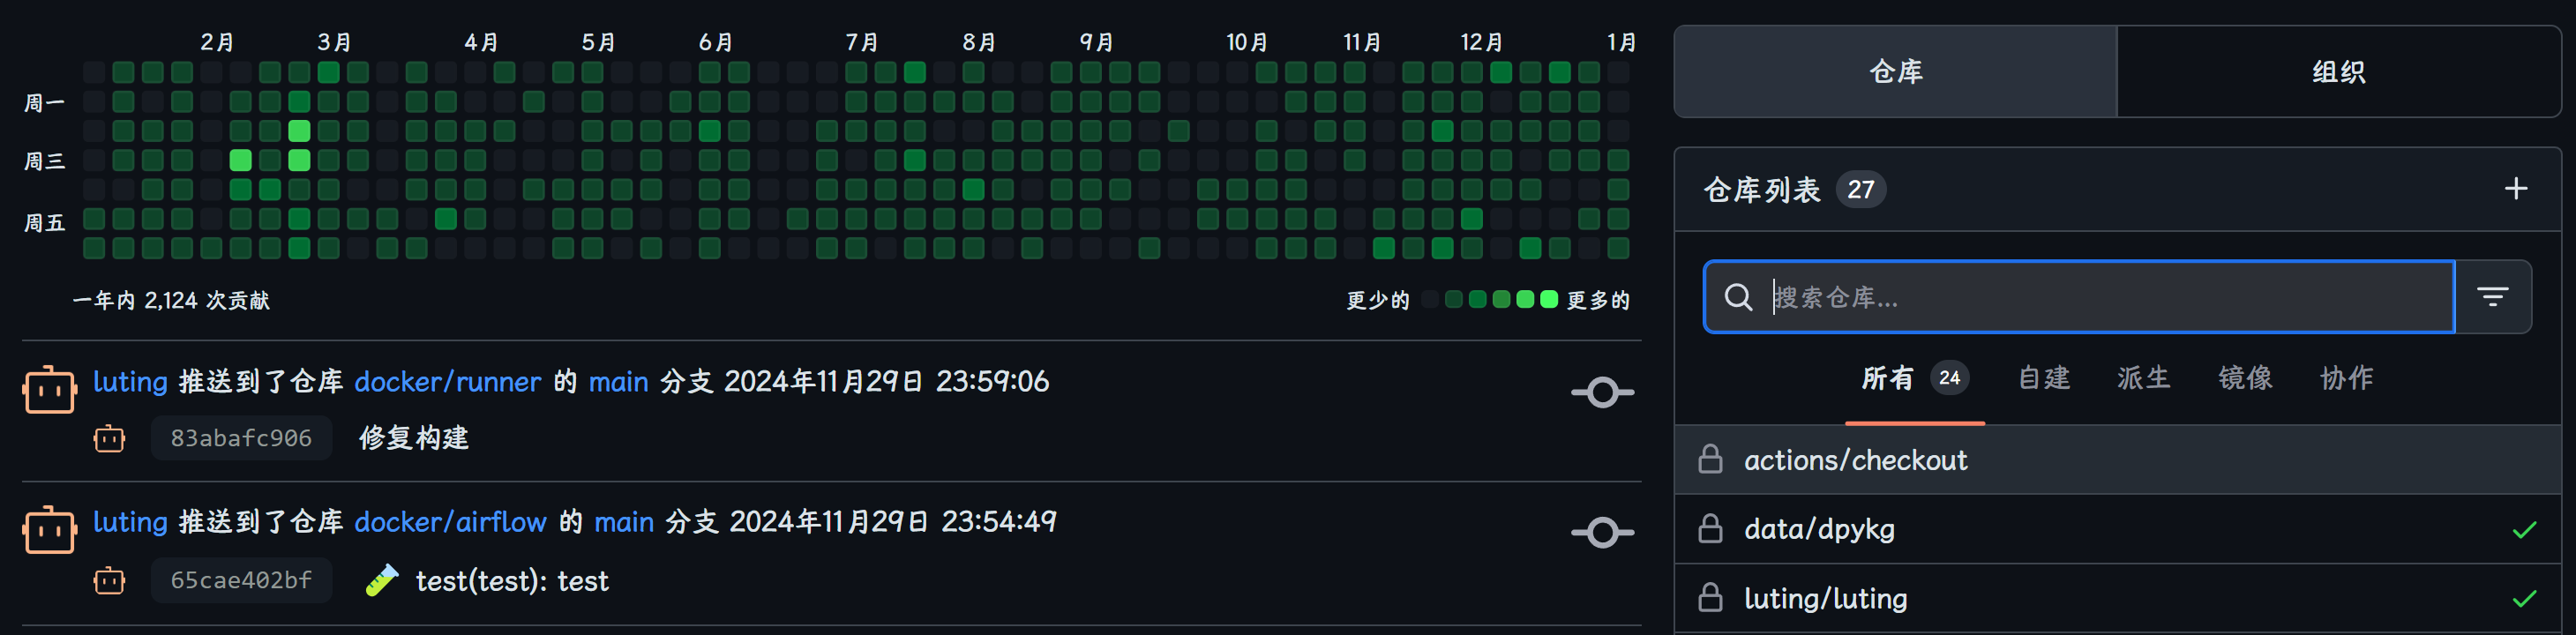 2月 3月 4月 5月 6月 7月 8月 9月 10月 11月 12月 1月
周一
周三
周五
一年内 2,124 次贡献
更少的 更多的
luting 推送到了仓库 docker/runner 的 main 分支 2024年11月29日 23:59:06
83abafc906 修复构建
luting 推送到了仓库 docker/airflow 的 main 分支 2024年11月29日 23:54:49
65cae402bf test(test): test
仓库 组织
仓库列表 27
搜索仓库...
所有 24 自建 派生 镜像 协作
actions/checkout
data/dpykg
luting/luting